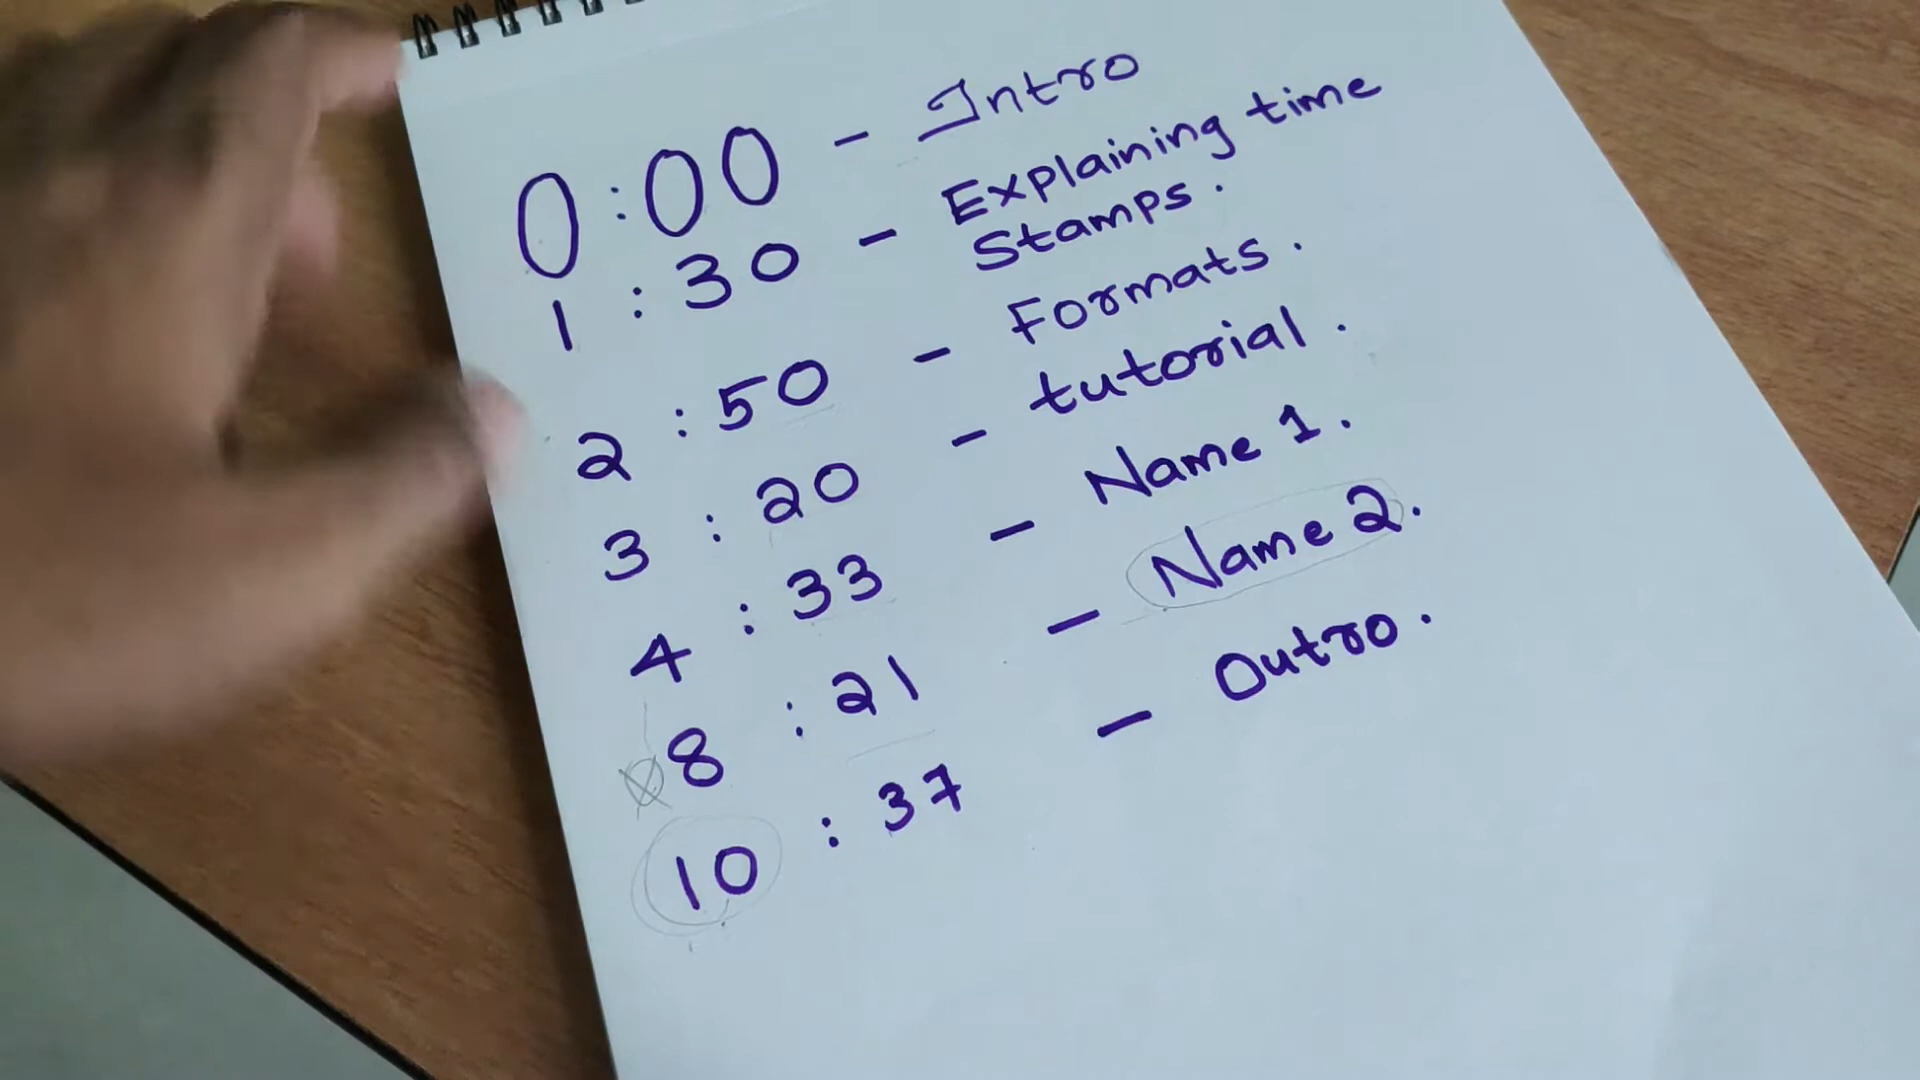 0:00 - Intro
1:30 - Explaining time
Stamps.
2:50 - Formats.
3:20 - tutorial.
4:33 - Name 1.
8:21 - Name 2.
10:37 - Outro.